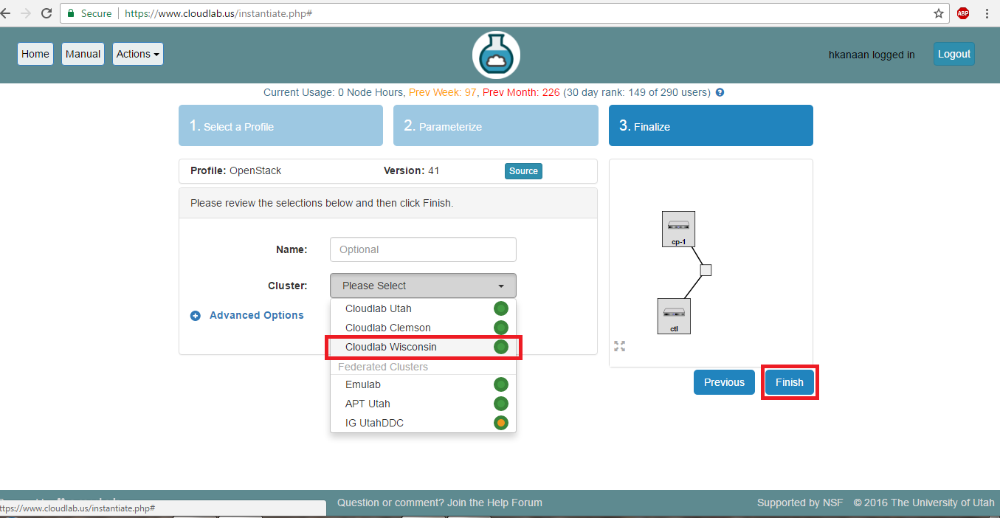 Secure https://www.cloudlab.us/instantiate.php#
ABP
Home Manual Actions
hkanaan logged in Logout
Current Usage: 0 Node Hours, Prev Week: 97, Prev Month: 226 (30 day rank: 149 of 290 users)
1. Select a Profile
2. Parameterize
3. Finalize
Profile: OpenStack Version: 41 Source
Please review the selections below and then click Finish.
Name: Optional
Cluster: Please Select
Advanced Options
Cloudlab Utah
Cloudlab Clemson
Cloudlab Wisconsin
Federated Clusters
Emulab
APT Utah
IG UtahDDC
cp-1
ctl
Previous Finish
Question or comment? Join the Help Forum
Supported by NSF © 2016 The University of Utah
ttps://www.cloudlab.us/instantiate.php#